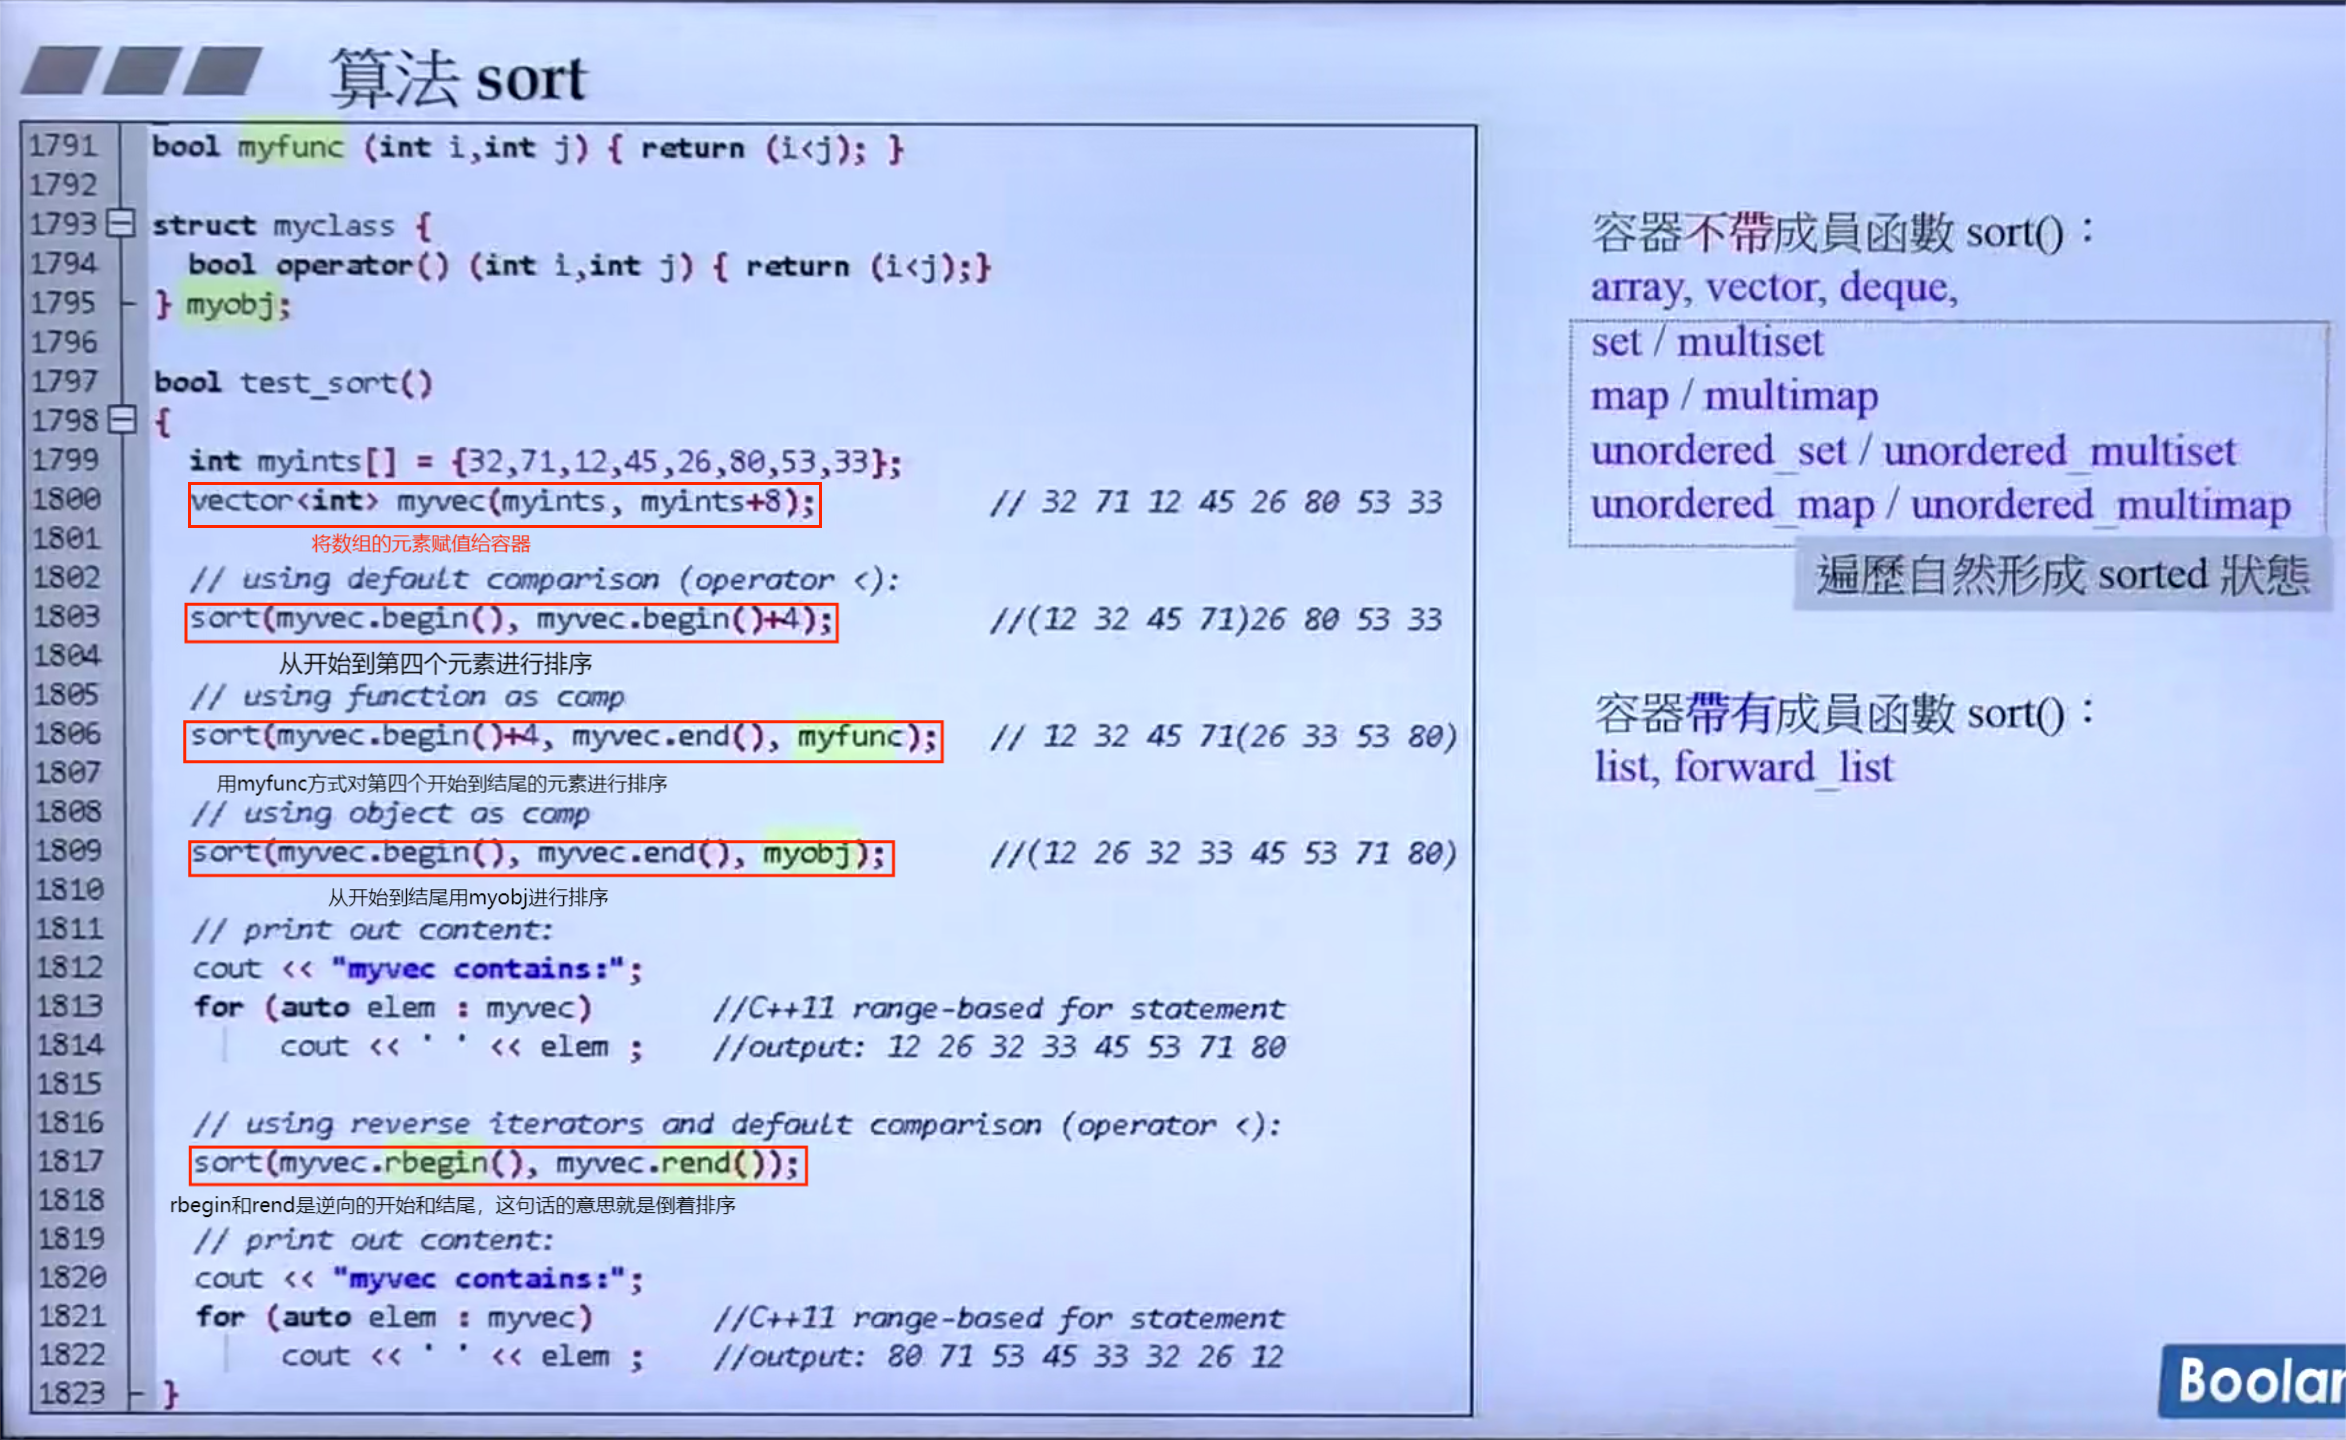 算法 sort
1791 bool myfunc (int i,int j) { return (i<j); }
1792
1793 struct myclass {
1794 bool operator() (int i,int j) { return (i<j);}
1795 } myobj;
1796
1797 bool test_sort()
1798 {
1799 int myints[] = {32,71,12,45,26,80,53,33};
1800 vector<int> myvec(myints, myints+8); // 32 71 12 45 26 80 53 33
1801 将数组的元素赋值给容器
1802 // using default comparison (operator <):
1803 sort(myvec.begin(), myvec.begin()+4); //(12 32 45 71)26 80 53 33
1804 从开始到第四个元素进行排序
1805 // using function as comp
1806 sort(myvec.begin()+4, myvec.end(), myfunc); // 12 32 45 71(26 33 53 80)
1807 用myfunc方式对第四个开始到结尾的元素进行排序
1808 // using object as comp
1809 sort(myvec.begin(), myvec.end(), myobj); //(12 26 32 33 45 53 71 80)
1810 从开始到结尾用myobj进行排序
1811 // print out content:
1812 cout << "myvec contains:";
1813 for (auto elem : myvec) //C++11 range-based for statement
1814 cout << ' ' << elem ; //output: 12 26 32 33 45 53 71 80
1815
1816 // using reverse iterators and default comparison (operator <):
1817 sort(myvec.rbegin(), myvec.rend());
1818 rbegin和rend是逆向的开始和结尾，这句话的意思就是倒着排序
1819 // print out content:
1820 cout << "myvec contains:";
1821 for (auto elem : myvec) //C++11 range-based for statement
1822 cout << ' ' << elem ; //output: 80 71 53 45 33 32 26 12
1823 }
容器不帶成員函數 sort()：
array, vector, deque,
set / multiset
map / multimap
unordered_set / unordered_multiset
unordered_map / unordered_multimap
遍歷自然形成 sorted 狀態
容器帶有成員函數 sort()：
list, forward_list
Boolan